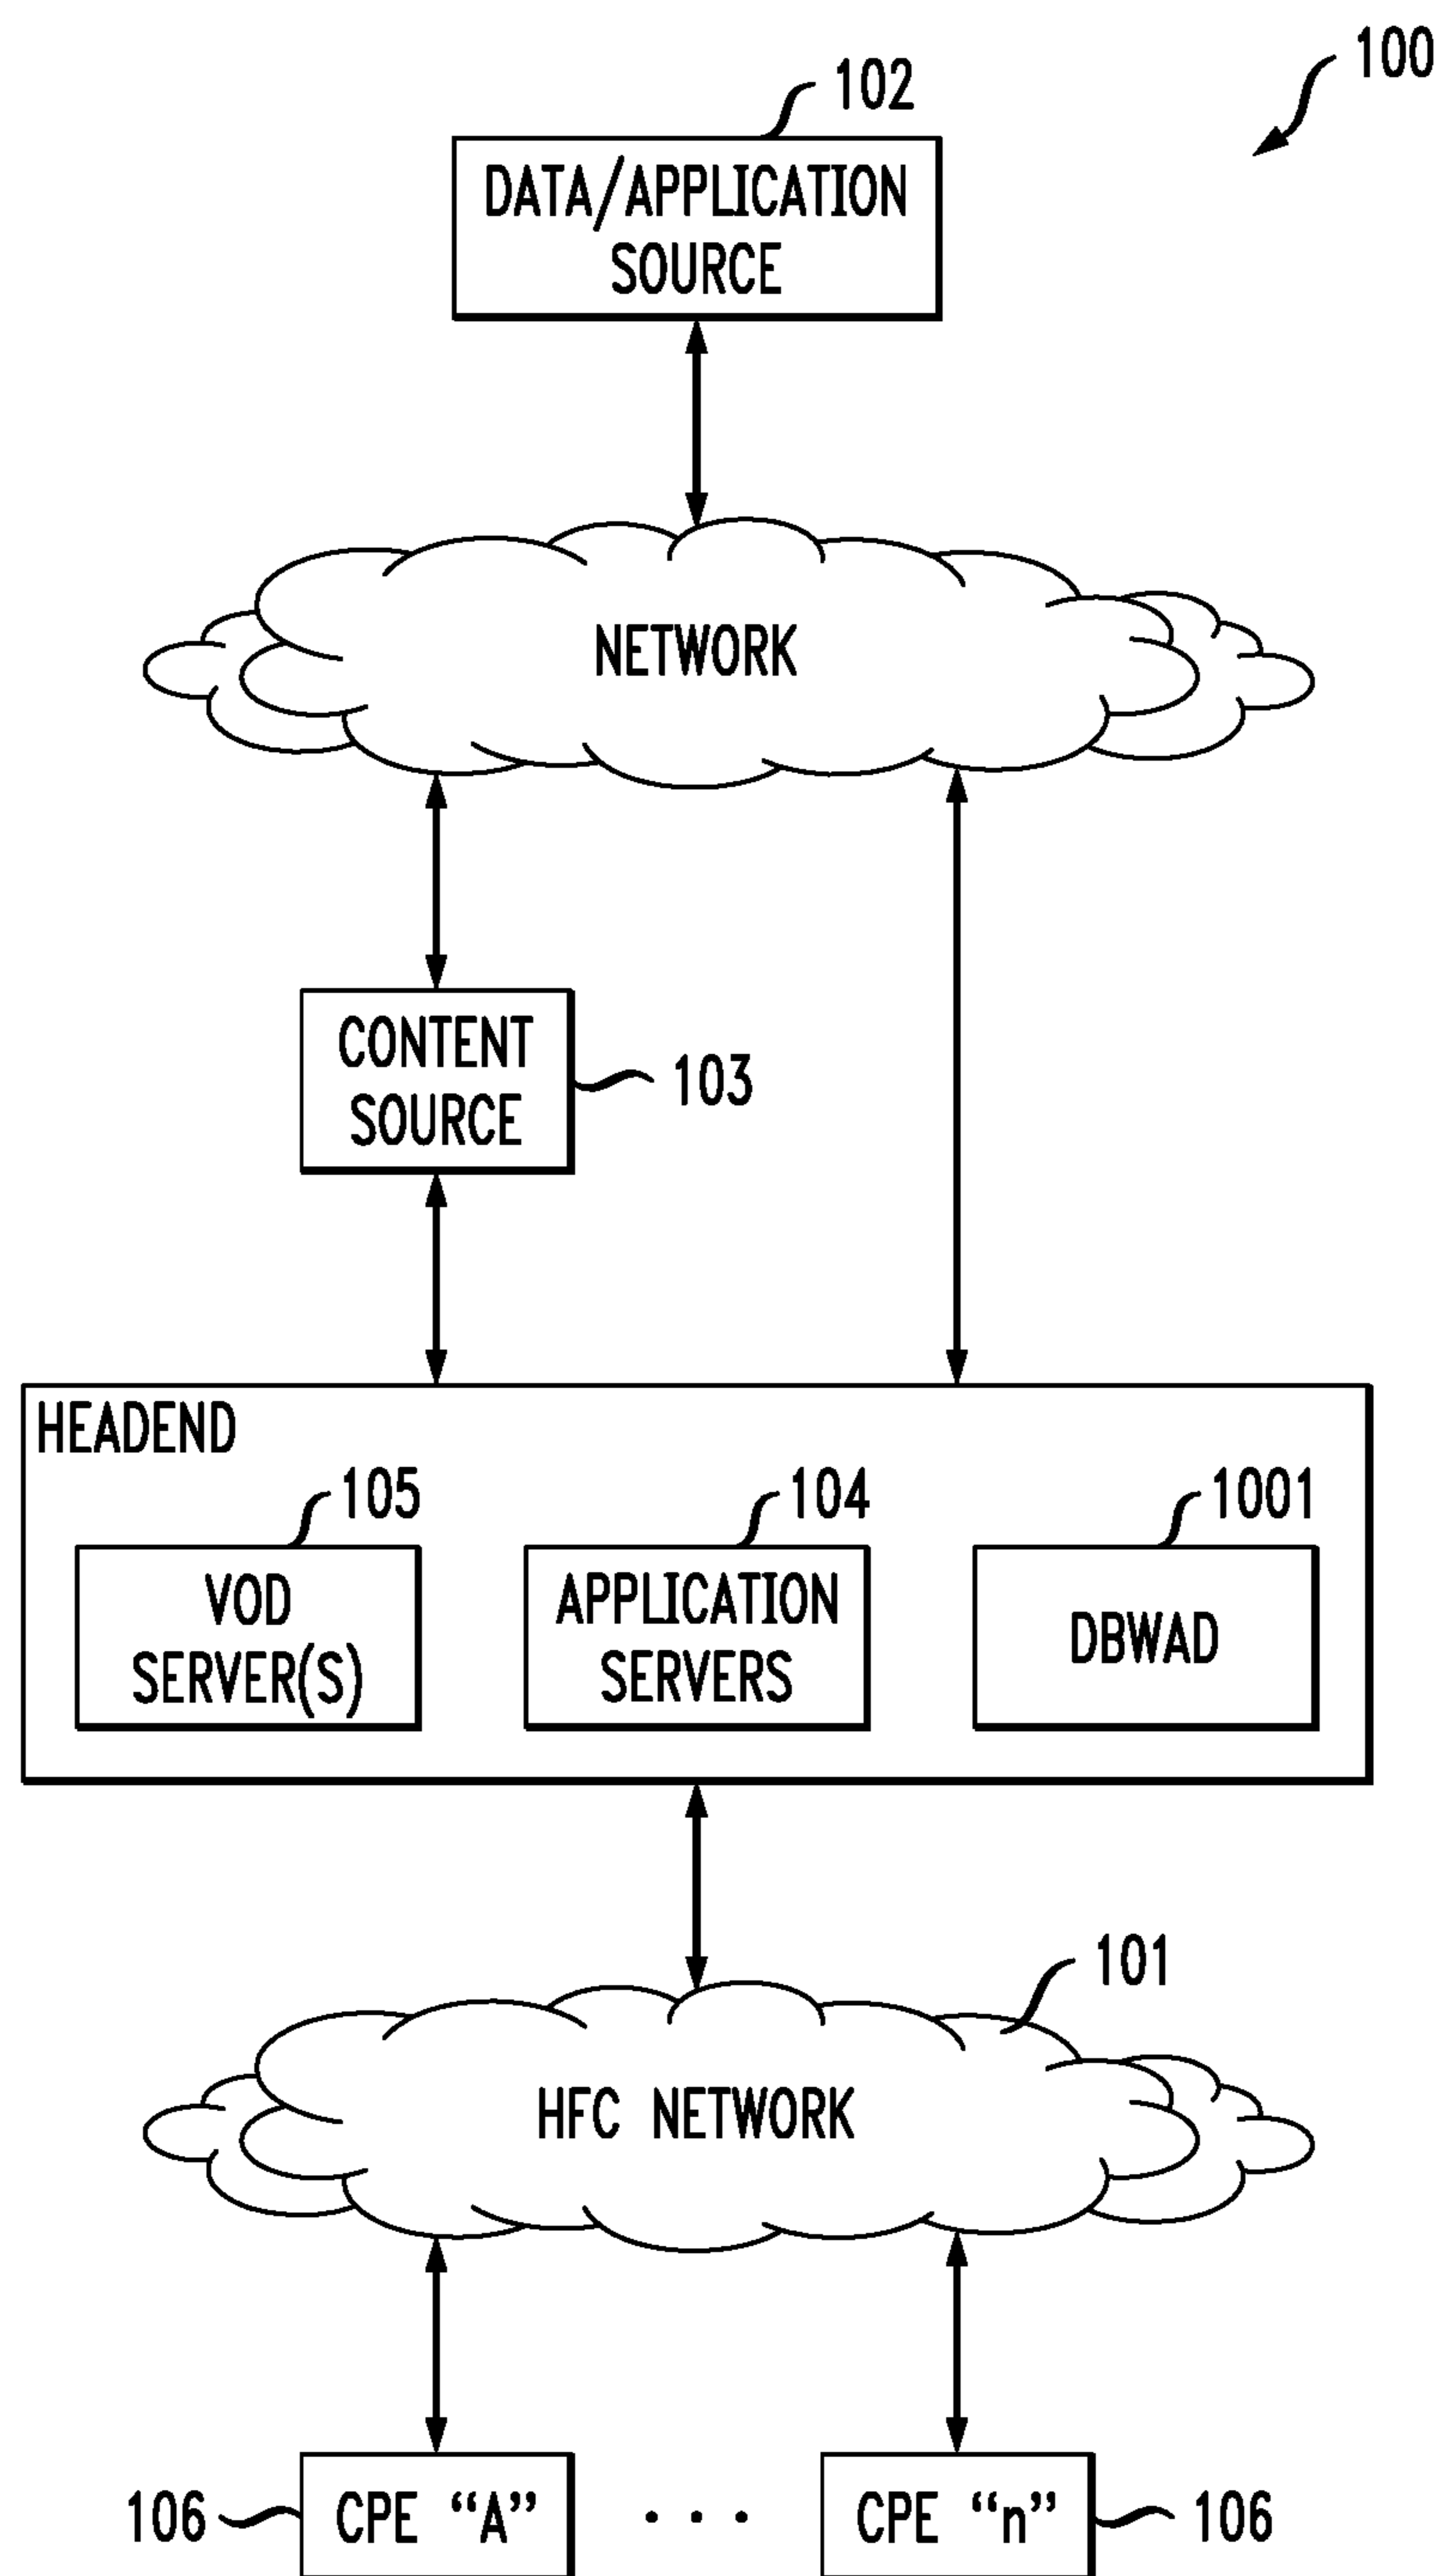 100
102
DATA/APPLICATION
SOURCE
NETWORK
CONTENT
SOURCE
103
HEADEND
105
104
1001
VOD
SERVER(S)
APPLICATION
SERVERS
DBWAD
101
HFC NETWORK
106
CPE “A”
. . .
CPE “n”
106